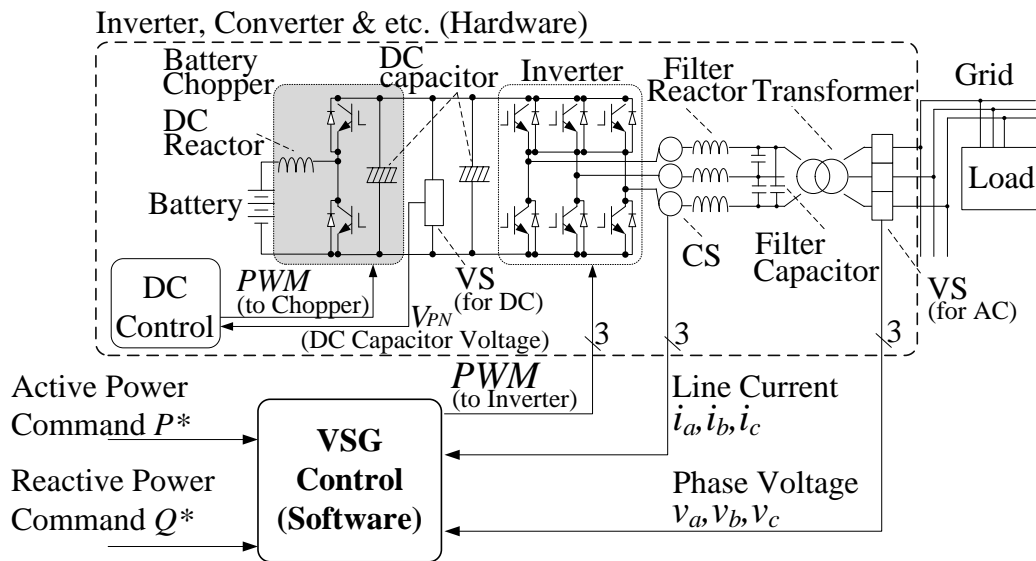 Inverter, Converter & etc. (Hardware)
Battery
Chopper
DC
capacitor
Inverter
Filter
Reactor
Transformer
Grid
DC
Reactor
Load
Battery
CS
Filter
Capacitor
VS
(for DC)
VS
(for AC)
DC
Control
PWM
(to Chopper)
VPN
(DC Capacitor Voltage)
3
3
3
PWM
(to Inverter)
Active Power
Command P*
Reactive Power
Command Q*
VSG
Control
(Software)
Line Current
ia,ib,ic
Phase Voltage
va,vb,vc